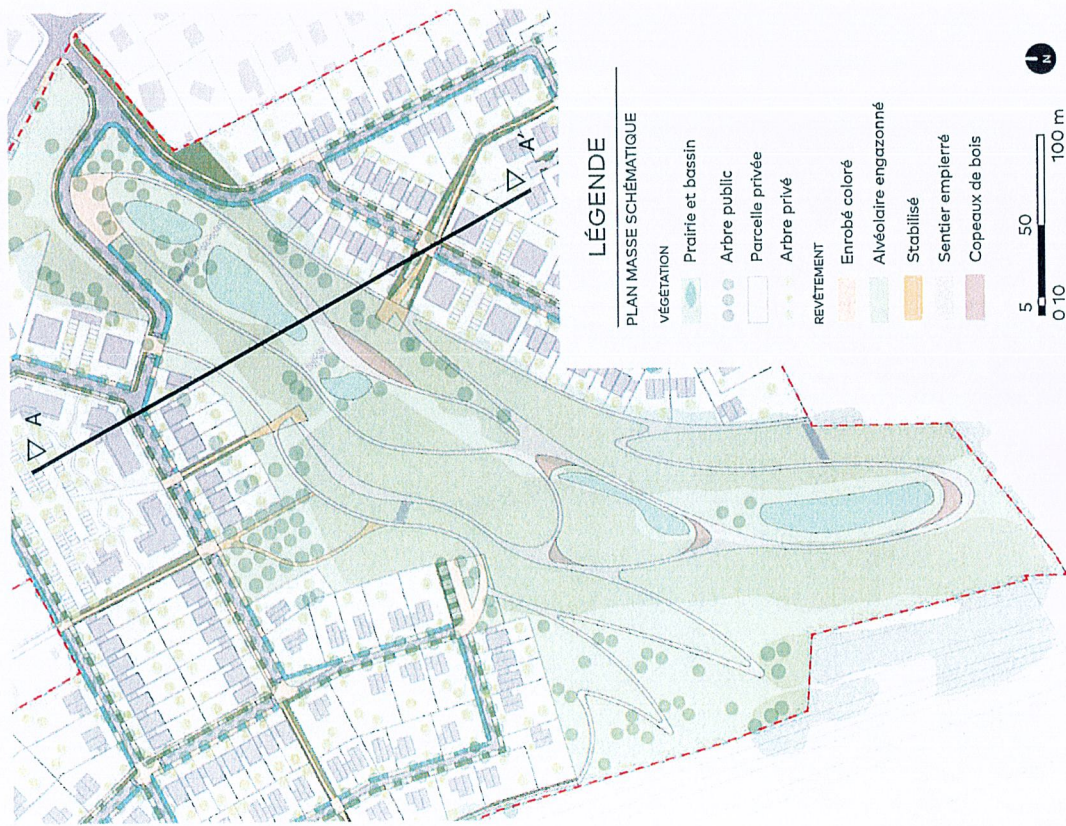 A
A'
LÉGENDE
PLAN MASSE SCHÉMATIQUE
VÉGÉTATION
Prairie et bassin
Arbre public
Parcelle privée
Arbre privé
REVÊTEMENT
Enrobé coloré
Alvéolaire engazonné
Stabilisé
Sentier empierré
Copeaux de bois
5 50
0 10 100 m
N